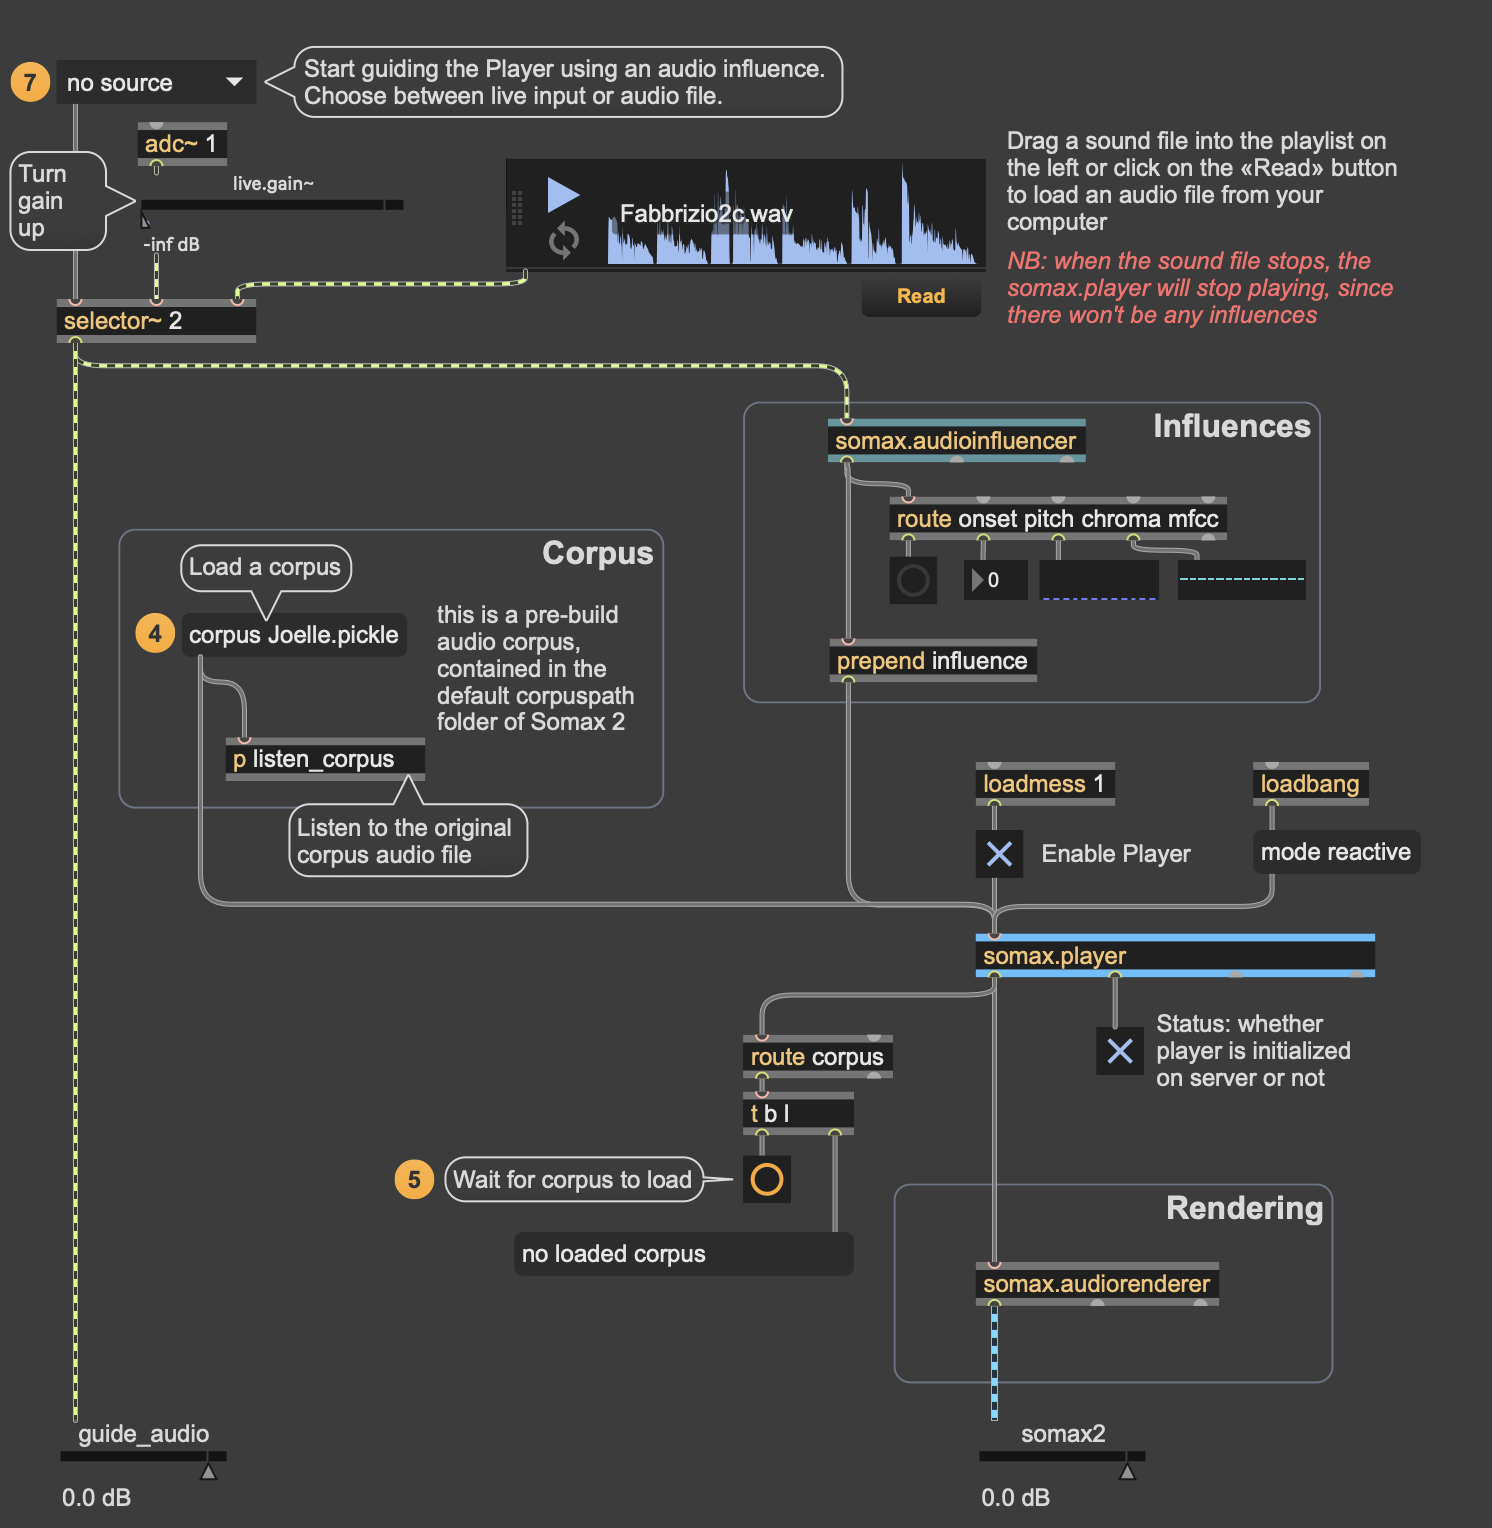 7
no source
Start guiding the Player using an audio influence.
Choose between live input or audio file.
adc~ 1
Turn
gain
up
live.gain~
-inf dB
Fabbrizio2c.wav
Read
Drag a sound file into the playlist on
the left or click on the «Read» button
to load an audio file from your
computer
NB: when the sound file stops, the
somax.player will stop playing, since
there won't be any influences
selector~ 2
Influences
somax.audioinfluencer
route onset pitch chroma mfcc
0
prepend influence
Corpus
Load a corpus
4
corpus Joelle.pickle
this is a pre-build
audio corpus,
contained in the
default corpuspath
folder of Somax 2
p listen_corpus
Listen to the original
corpus audio file
loadmess 1
loadbang
Enable Player
mode reactive
somax.player
Status: whether
player is initialized
on server or not
route corpus
t b l
5
Wait for corpus to load
no loaded corpus
Rendering
somax.audiorenderer
guide_audio
0.0 dB
somax2
0.0 dB